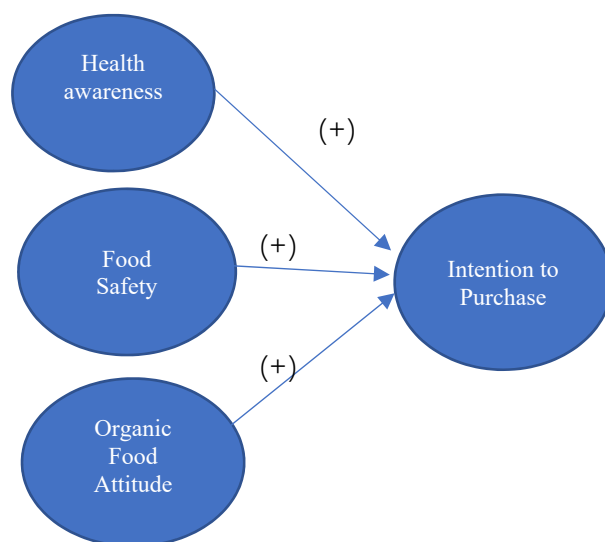 Health
awareness
(+)
Food
Safety
(+)
Intention to
Purchase
(+)
Organic
Food
Attitude